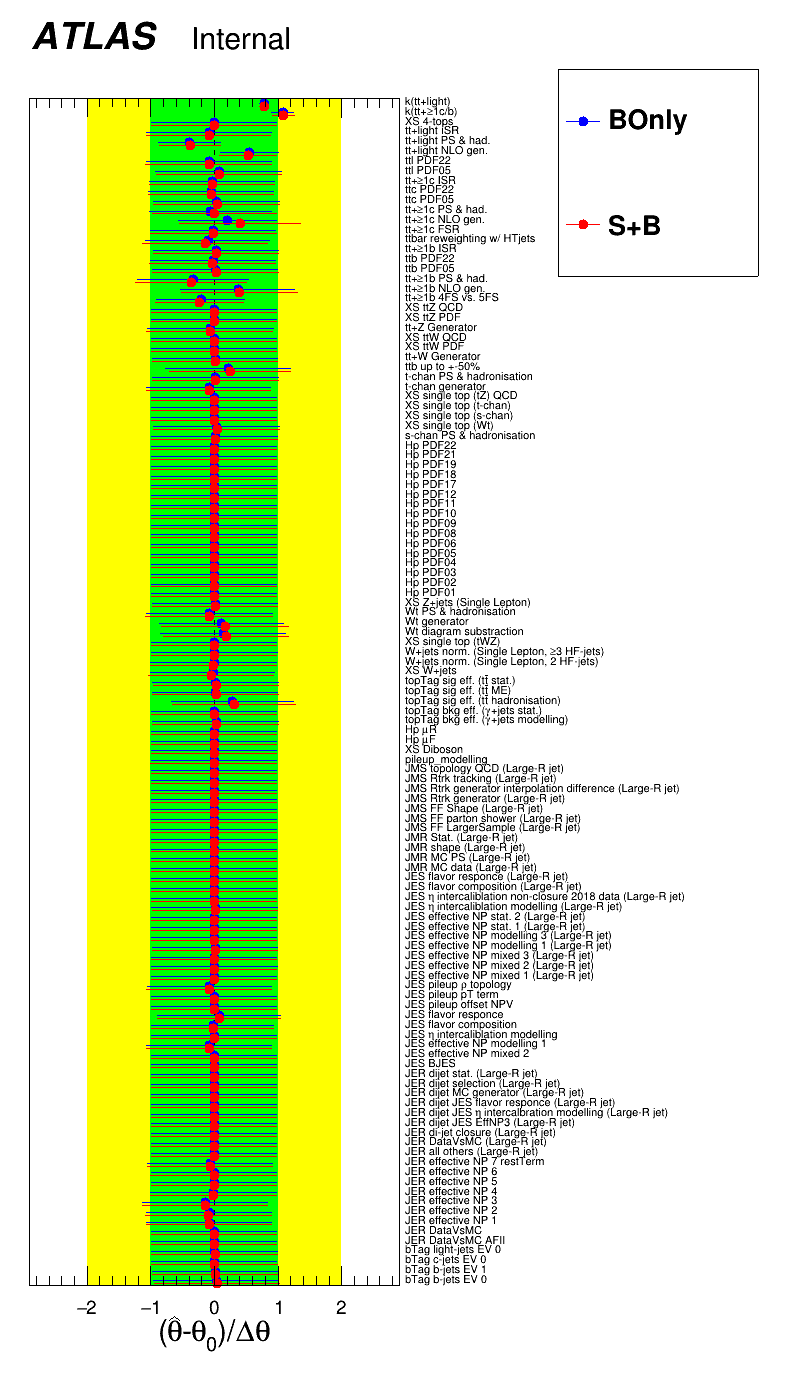 ATLAS Internal
BOnly
S+B
k(tt+light)
k(tt+≥1c/b)
XS 4-tops
tt+light ISR
tt+light PS & had.
tt+light NLO gen.
ttl PDF22
ttl PDF05
tt+≥1c ISR
ttc PDF22
ttc PDF05
tt+≥1c PS & had.
tt+≥1c NLO gen.
tt+≥1c FSR
ttbar reweighting w/ HTjets
tt+≥1b ISR
ttb PDF22
ttb PDF05
tt+≥1b PS & had.
tt+≥1b NLO gen.
tt+≥1b 4FS vs. 5FS
XS ttZ QCD
XS ttZ PDF
tt+Z Generator
XS ttW QCD
XS ttW PDF
tt+W Generator
ttb up to +-50%
t-chan PS & hadronisation
t-chan generator
XS single top (tZ) QCD
XS single top (t-chan)
XS single top (s-chan)
XS single top (Wt)
s-chan PS & hadronisation
Hp PDF22
Hp PDF21
Hp PDF19
Hp PDF18
Hp PDF17
Hp PDF12
Hp PDF11
Hp PDF10
Hp PDF09
Hp PDF08
Hp PDF06
Hp PDF05
Hp PDF04
Hp PDF03
Hp PDF02
Hp PDF01
XS Z+jets (Single Lepton)
Wt PS & hadronisation
Wt generator
Wt diagram substraction
XS single top (tWZ)
W+jets norm. (Single Lepton, ≥3 HF-jets)
W+jets norm. (Single Lepton, 2 HF-jets)
XS W+jets
topTag sig eff. (tt̄ stat.)
topTag sig eff. (tt̄ ME)
topTag sig eff. (tt̄ hadronisation)
topTag bkg eff. (γ+jets stat.)
topTag bkg eff. (γ+jets modelling)
Hp μR
Hp μF
XS Diboson
pileup_modelling
JMS topology QCD (Large-R jet)
JMS Rtrk tracking (Large-R jet)
JMS Rtrk generator interpolation difference (Large-R jet)
JMS Rtrk generator (Large-R jet)
JMS FF Shape (Large-R jet)
JMS FF parton shower (Large-R jet)
JMS FF LargerSample (Large-R jet)
JMR Stat. (Large-R jet)
JMR shape (Large-R jet)
JMR MC PS (Large-R jet)
JMR MC data (Large-R jet)
JES flavor responce (Large-R jet)
JES flavor composition (Large-R jet)
JES η intercaliblation non-closure 2018 data (Large-R jet)
JES η intercaliblation modelling (Large-R jet)
JES effective NP stat. 2 (Large-R jet)
JES effective NP stat. 1 (Large-R jet)
JES effective NP modelling 3 (Large-R jet)
JES effective NP modelling 1 (Large-R jet)
JES effective NP mixed 3 (Large-R jet)
JES effective NP mixed 2 (Large-R jet)
JES effective NP mixed 1 (Large-R jet)
JES pileup ρ topology
JES pileup pT term
JES pileup offset NPV
JES flavor responce
JES flavor composition
JES η intercaliblation modelling
JES effective NP modelling 1
JES effective NP mixed 2
JES BJES
JER dijet stat. (Large-R jet)
JER dijet selection (Large-R jet)
JER dijet MC generator (Large-R jet)
JER dijet JES flavor responce (Large-R jet)
JER dijet JES η intercalbration modelling (Large-R jet)
JER dijet JES EffNP3 (Large-R jet)
JER di-jet closure (Large-R jet)
JER DataVsMC (Large-R jet)
JER all others (Large-R jet)
JER effective NP 7 restTerm
JER effective NP 6
JER effective NP 5
JER effective NP 4
JER effective NP 3
JER effective NP 2
JER effective NP 1
JER DataVsMC
JER DataVsMC AFII
bTag light-jets EV 0
bTag c-jets EV 0
bTag b-jets EV 1
bTag b-jets EV 0
−2 −1 0 1 2
(θ̂-θ₀)/Δθ